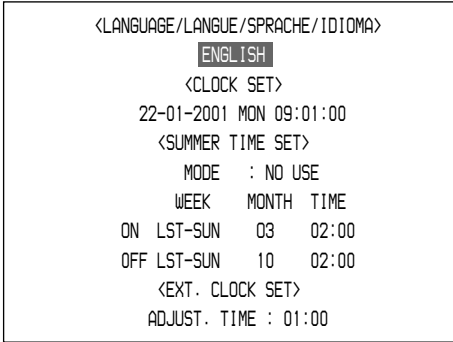 <LANGUAGE/LANGUE/SPRACHE/IDIOMA>
ENGLISH
<CLOCK SET>
22-01-2001 MON 09:01:00
<SUMMER TIME SET>
MODE : NO USE
WEEK MONTH TIME
ON LST-SUN 03 02:00
OFF LST-SUN 10 02:00
<EXT. CLOCK SET>
ADJUST. TIME : 01:00